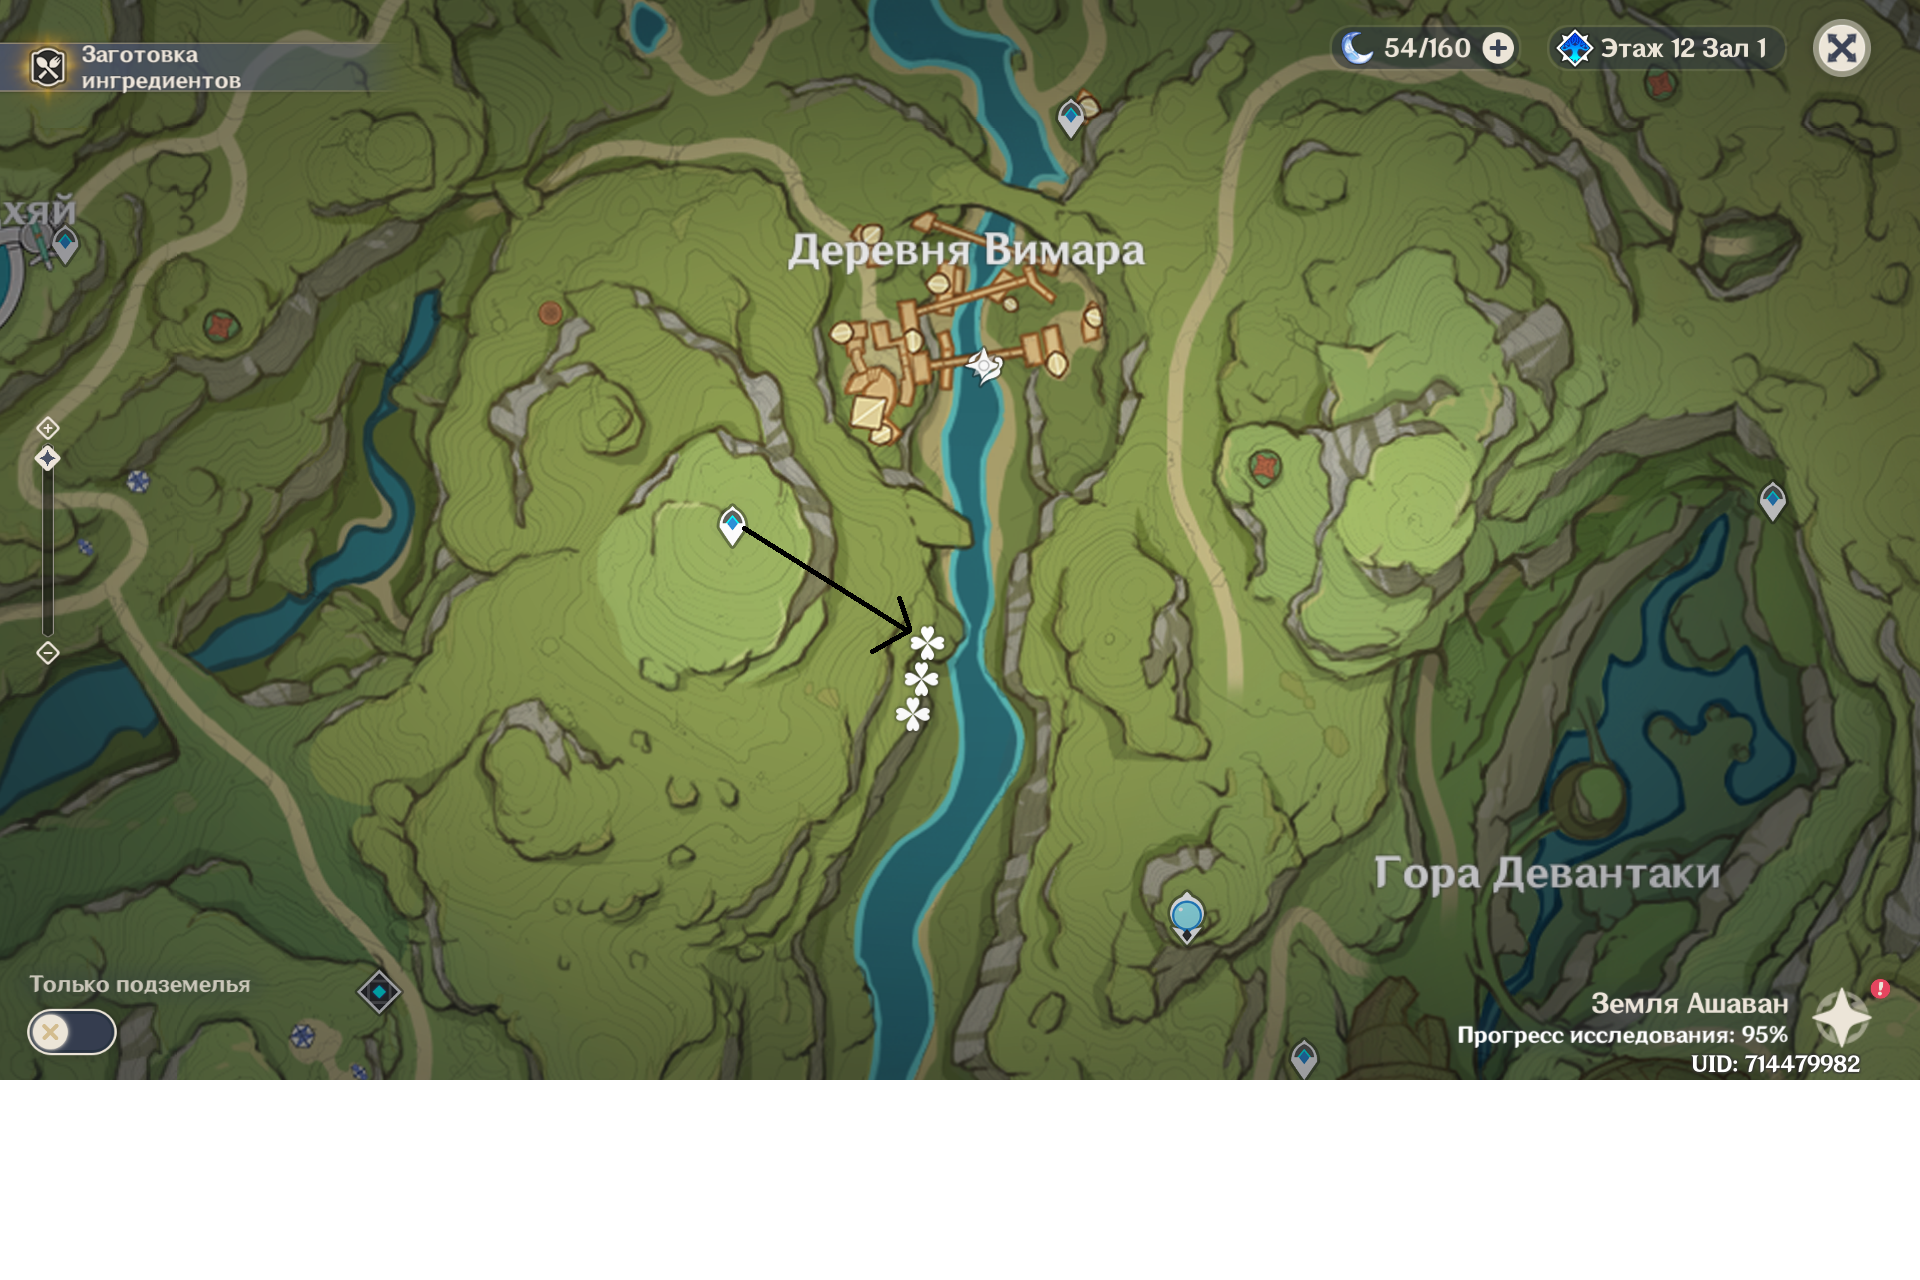 Заготовка
ингредиентов
54/160
Этаж 12 Зал 1
хяй
Деревня Вимара
Гора Девантаки
Только подземелья
Земля Ашаван
Прогресс исследования: 95%
UID: 714479982